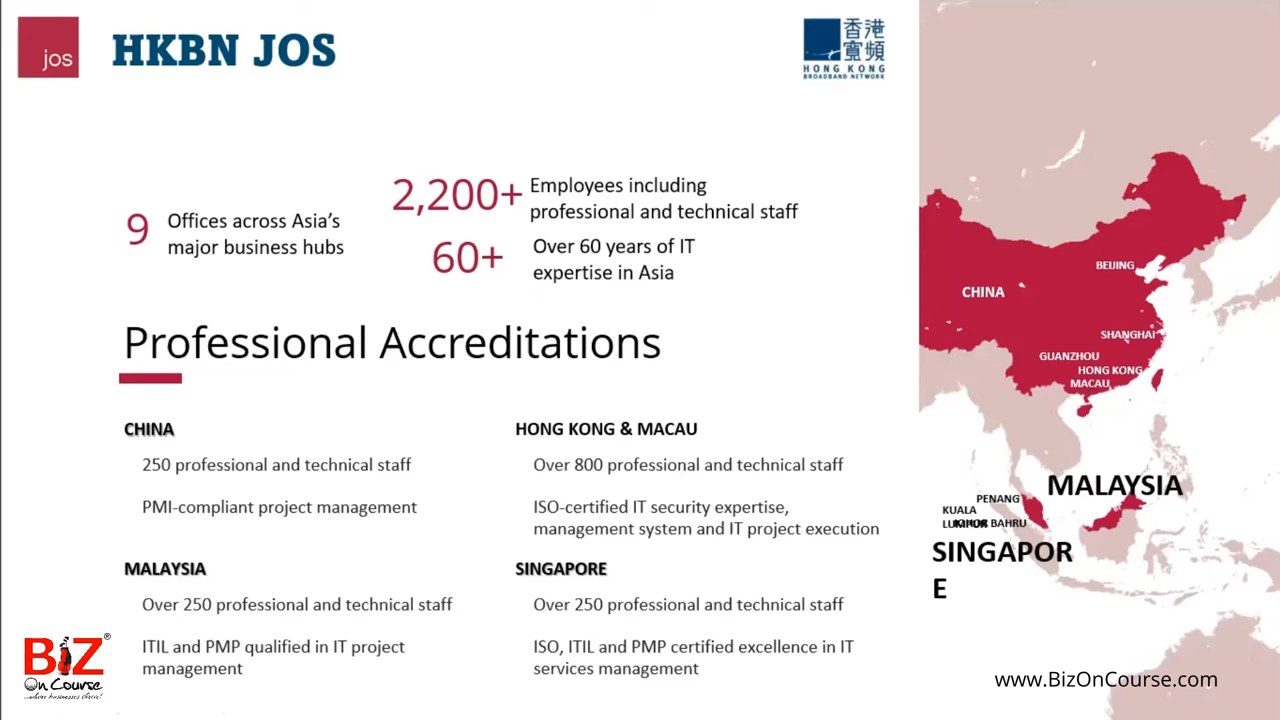 jos
HKBN JOS
香港
寬頻
HONG KONG
BROADBAND NETWORK
9
Offices across Asia’s
major business hubs
2,200+
Employees including
professional and technical staff
60+
Over 60 years of IT
expertise in Asia
Professional Accreditations
CHINA
250 professional and technical staff
PMI-compliant project management
HONG KONG & MACAU
Over 800 professional and technical staff
ISO-certified IT security expertise,
management system and IT project execution
MALAYSIA
Over 250 professional and technical staff
ITIL and PMP qualified in IT project
management
SINGAPORE
Over 250 professional and technical staff
ISO, ITIL and PMP certified excellence in IT
services management
BEIJING
CHINA
SHANGHAI
GUANZHOU
HONG KONG
MACAU
MALAYSIA
PENANG
KUALA
LUMPUR
JOHOR BAHRU
SINGAPOR
E
BiZ®
On Course
...where businesses thrive!
www.BizOnCourse.com